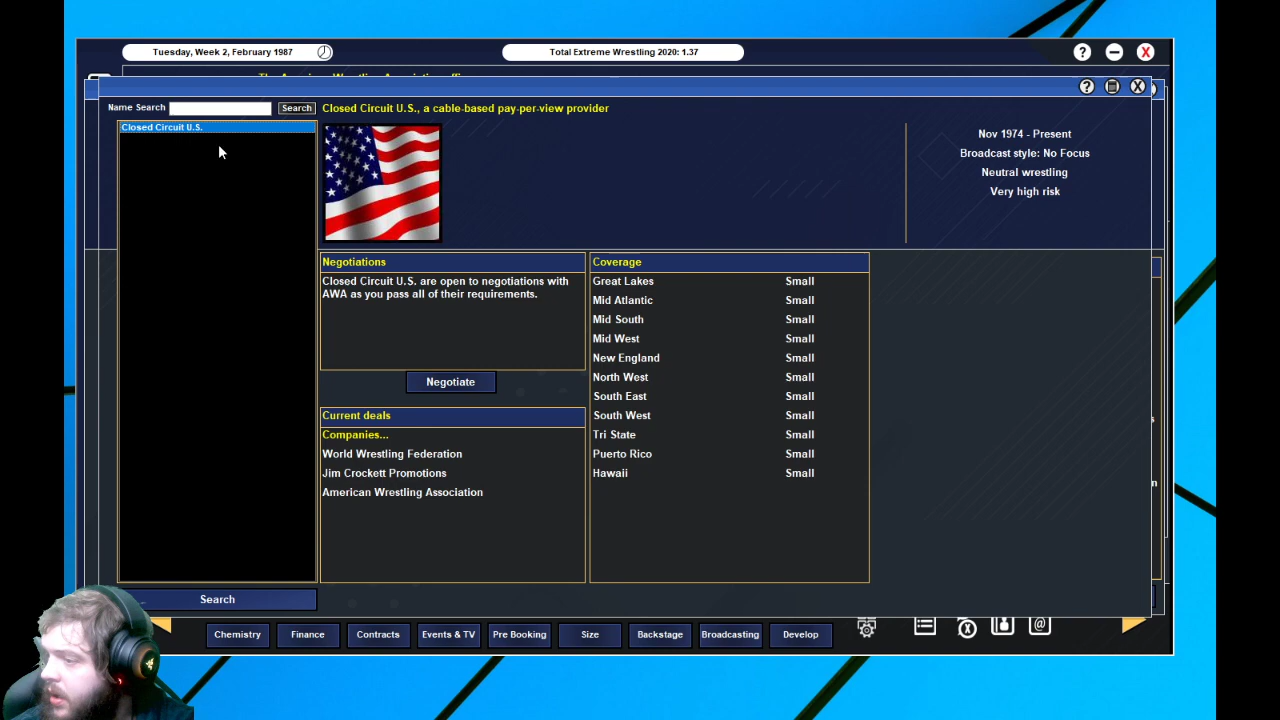 Tuesday, Week 2, February 1987
Total Extreme Wrestling 2020: 1.37
?
X
?
X
Name Search
Search
Closed Circuit U.S., a cable-based pay-per-view provider
Closed Circuit U.S.
Nov 1974 - Present
Broadcast style: No Focus
Neutral wrestling
Very high risk
Negotiations
Closed Circuit U.S. are open to negotiations with
AWA as you pass all of their requirements.
Negotiate
Current deals
Companies...
World Wrestling Federation
Jim Crockett Promotions
American Wrestling Association
Coverage
Great Lakes Small
Mid Atlantic Small
Mid South Small
Mid West Small
New England Small
North West Small
South East Small
South West Small
Tri State Small
Puerto Rico Small
Hawaii Small
Search
Chemistry
Finance
Contracts
Events & TV
Pre Booking
Size
Backstage
Broadcasting
Develop